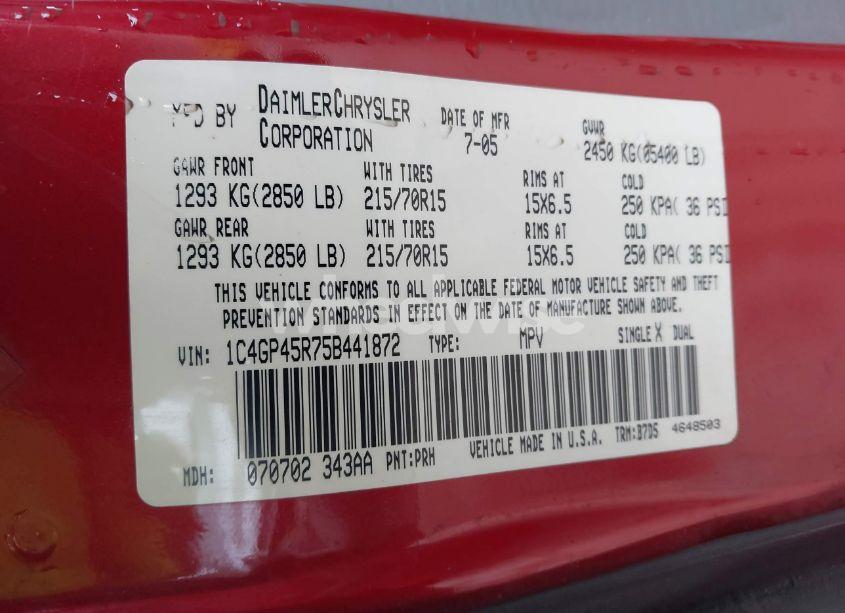 MFD BY DAIMLERCHRYSLER CORPORATION DATE OF MFR 7-05 GVWR 2450 KG(05400 LB)
GAWR FRONT WITH TIRES RIMS AT COLD
1293 KG(2850 LB) 215/70R15 15X6.5 250 KPA( 36 PSI
GAWR REAR WITH TIRES RIMS AT COLD
1293 KG(2850 LB) 215/70R15 15X6.5 250 KPA( 36 PSI
THIS VEHICLE CONFORMS TO ALL APPLICABLE FEDERAL MOTOR VEHICLE SAFETY AND THEFT
PREVENTION STANDARDS IN EFFECT ON THE DATE OF MANUFACTURE SHOWN ABOVE.
VIN: 1C4GP45R75B441872 TYPE: MPV SINGLE X DUAL
MDH: 070702 343AA PNT:PRH VEHICLE MADE IN U.S.A. TRM:B7D5 4648503